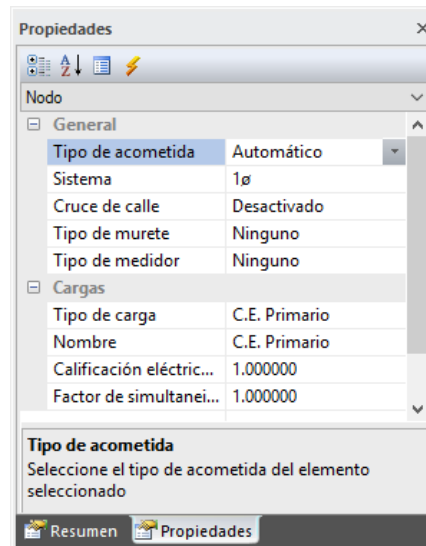 Propiedades
Nodo
General
Tipo de acometida Automático
Sistema 1ø
Cruce de calle Desactivado
Tipo de murete Ninguno
Tipo de medidor Ninguno
Cargas
Tipo de carga C.E. Primario
Nombre C.E. Primario
Calificación eléctric... 1.000000
Factor de simultanei... 1.000000
Tipo de acometida
Seleccione el tipo de acometida del elemento
seleccionado
Resumen Propiedades